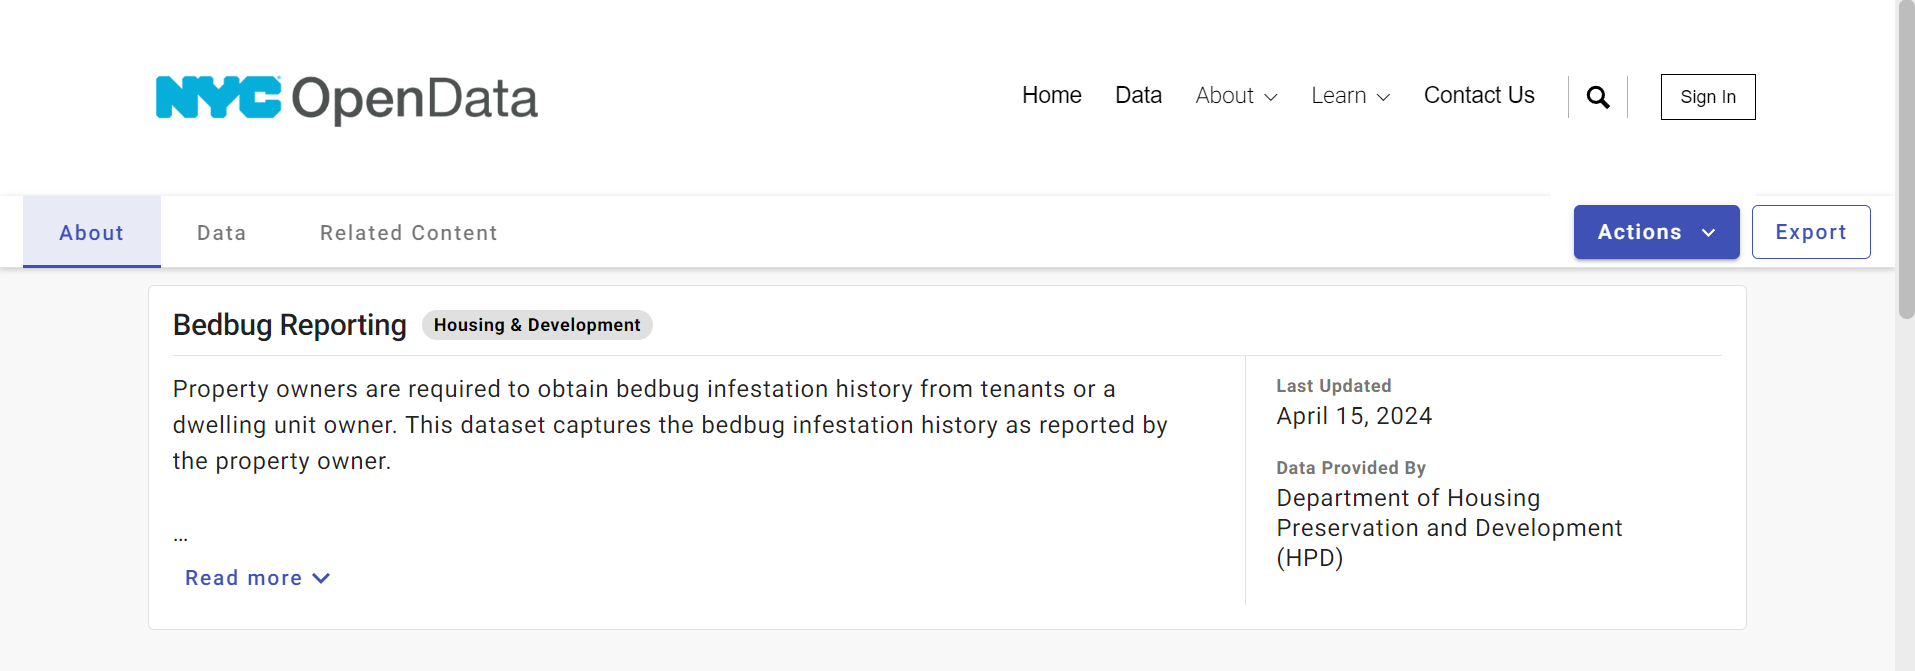 NYC OpenData
Home Data About Learn Contact Us Sign In
About Data Related Content Actions Export
Bedbug Reporting Housing & Development
Property owners are required to obtain bedbug infestation history from tenants or a
dwelling unit owner. This dataset captures the bedbug infestation history as reported by
the property owner.
...
Read more
Last Updated
April 15, 2024
Data Provided By
Department of Housing
Preservation and Development
(HPD)